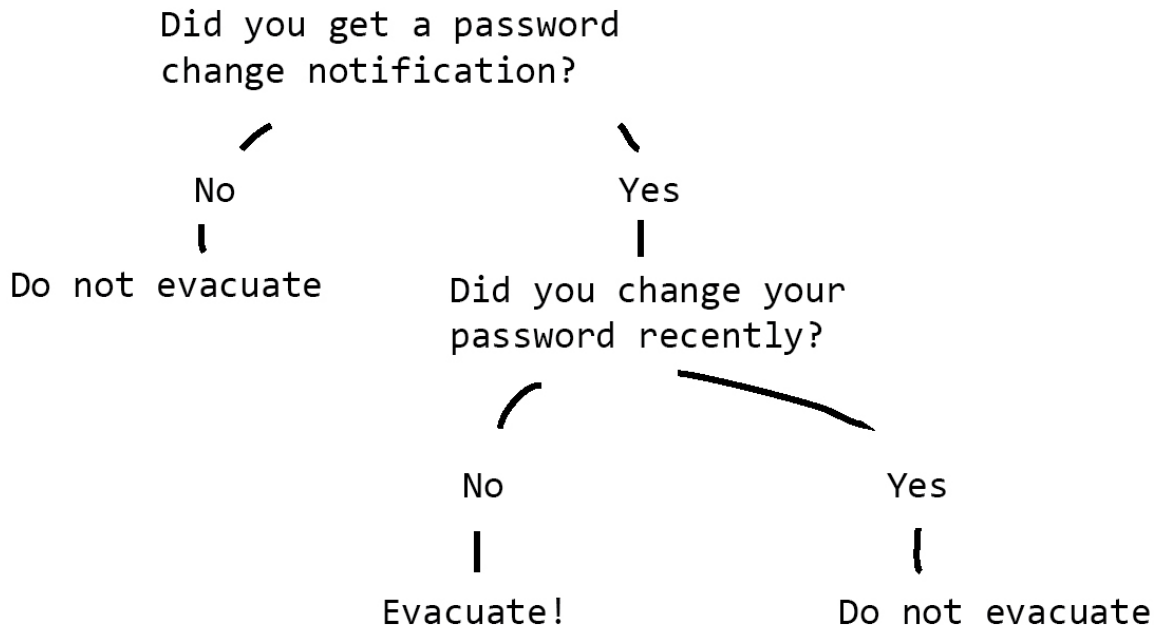 Did you get a password
change notification?
No
Yes
Do not evacuate
Did you change your
password recently?
No
Yes
Evacuate!
Do not evacuate